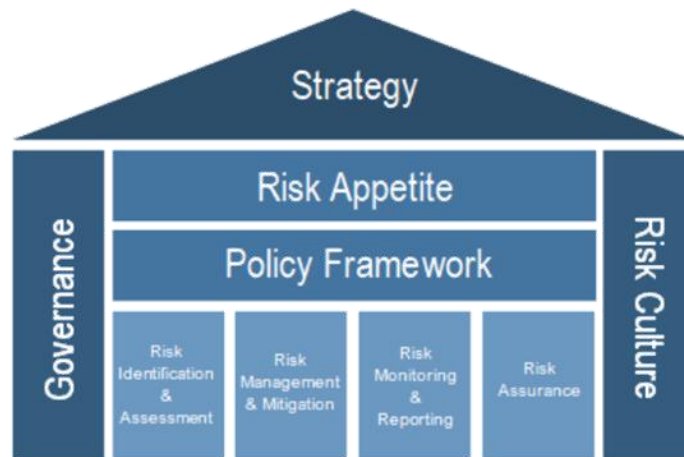 Strategy
Governance
Risk Appetite
Policy Framework
Risk
Identification
&
Assessment
Risk
Management
& Mitigation
Risk
Monitoring
&
Reporting
Risk
Assurance
Risk Culture